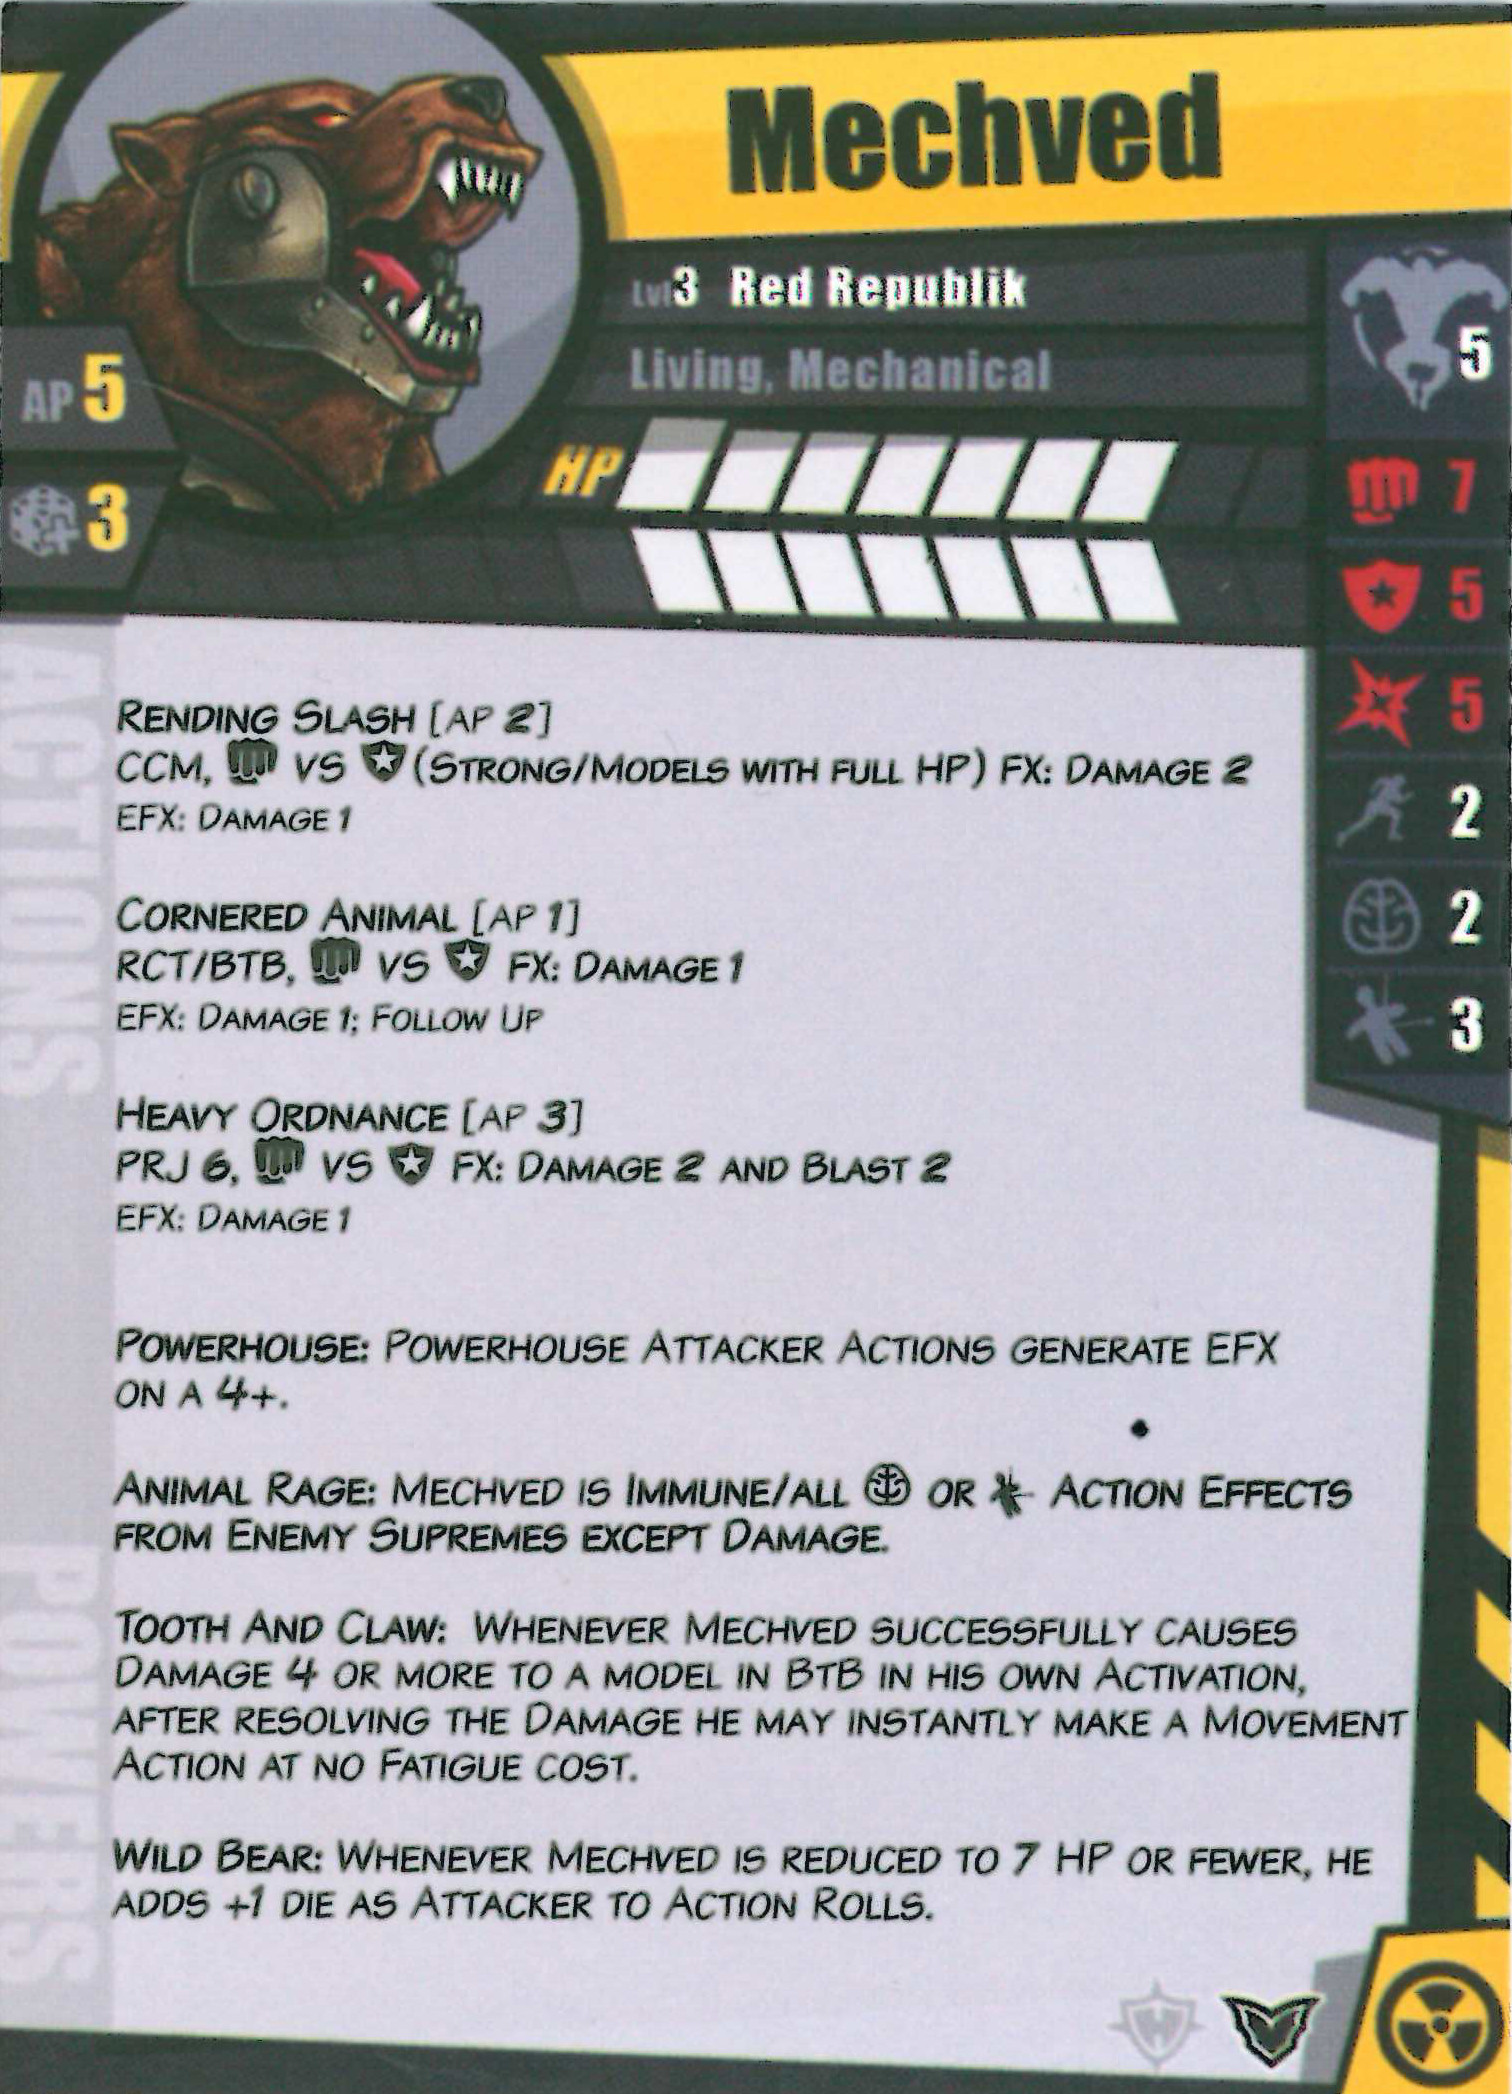 Mechved
Lvl3 Red Republik
Living, Mechanical
5
AP 5
HP
3
7
5
5
2
2
3
ACTIONS
RENDING SLASH [AP 2]
CCM, VS (STRONG/MODELS WITH FULL HP) FX: DAMAGE 2
EFX: DAMAGE 1
CORNERED ANIMAL [AP 1]
RCT/BTB, VS FX: DAMAGE 1
EFX: DAMAGE 1; FOLLOW UP
HEAVY ORDNANCE [AP 3]
PRJ 6, VS FX: DAMAGE 2 AND BLAST 2
EFX: DAMAGE 1
POWERS
POWERHOUSE: POWERHOUSE ATTACKER ACTIONS GENERATE EFX
ON A 4+.
ANIMAL RAGE: MECHVED IS IMMUNE/ALL OR ACTION EFFECTS
FROM ENEMY SUPREMES EXCEPT DAMAGE.
TOOTH AND CLAW: WHENEVER MECHVED SUCCESSFULLY CAUSES
DAMAGE 4 OR MORE TO A MODEL IN BTB IN HIS OWN ACTIVATION,
AFTER RESOLVING THE DAMAGE HE MAY INSTANTLY MAKE A MOVEMENT
ACTION AT NO FATIGUE COST.
WILD BEAR: WHENEVER MECHVED IS REDUCED TO 7 HP OR FEWER, HE
ADDS +1 DIE AS ATTACKER TO ACTION ROLLS.